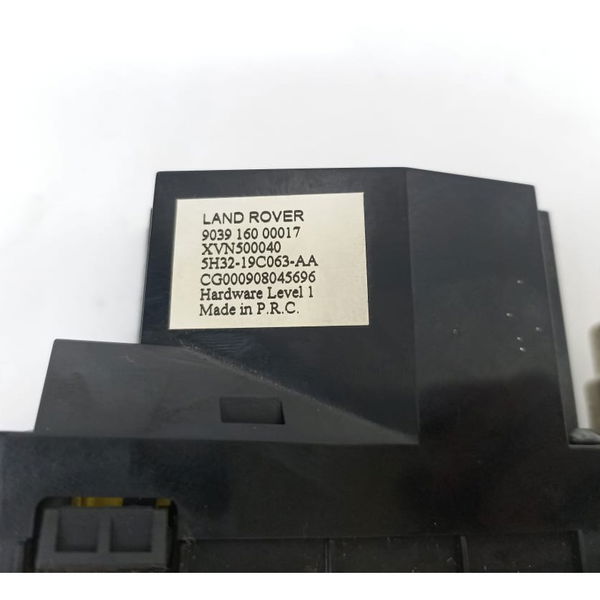 LAND ROVER
9039 160 00017
XVN500040
5H32-19C063-AA
CG000908045696
Hardware Level 1
Made in P.R.C.